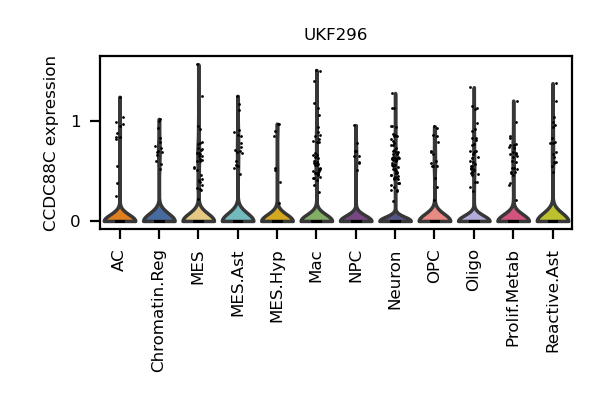 UKF296
CCDC88C expression
1
0
AC
Chromatin.Reg
MES
MES.Ast
MES.Hyp
Mac
NPC
Neuron
OPC
Oligo
Prolif.Metab
Reactive.Ast